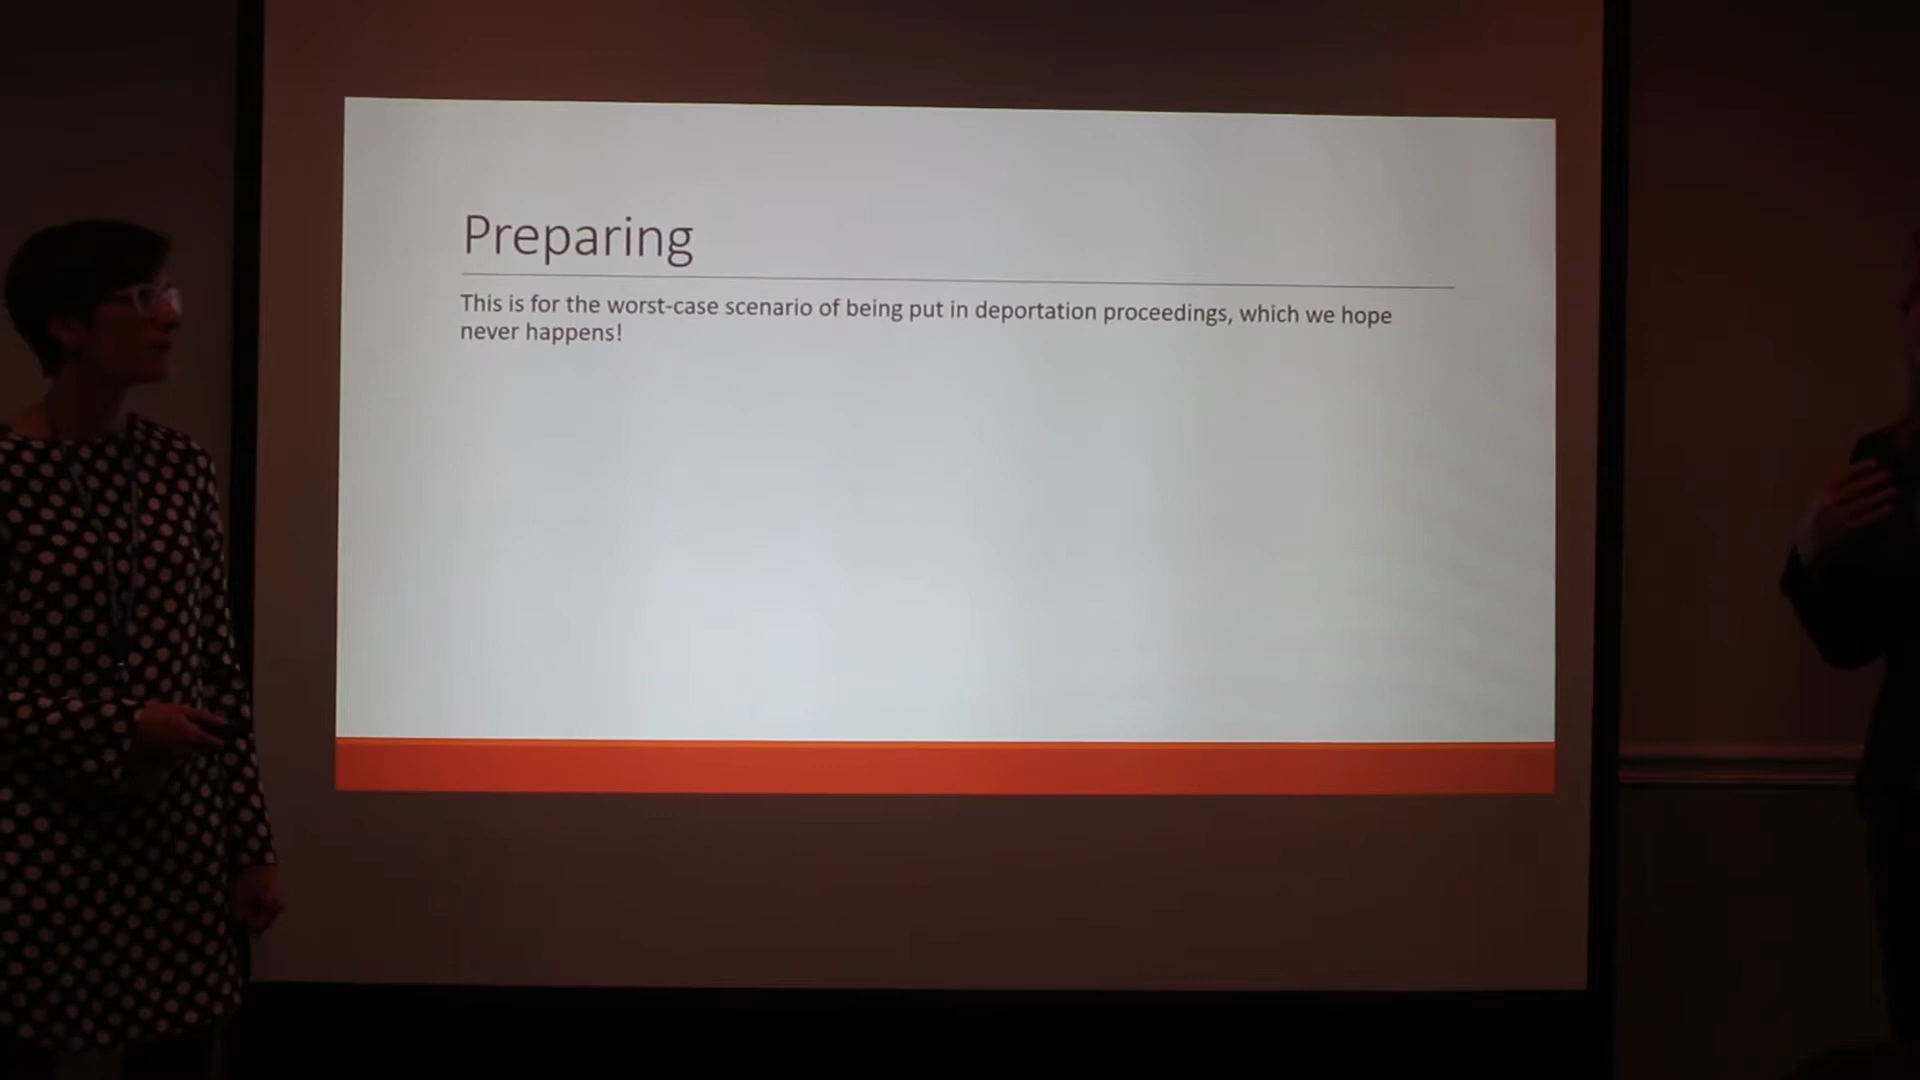 Preparing
This is for the worst-case scenario of being put in deportation proceedings, which we hope
never happens!